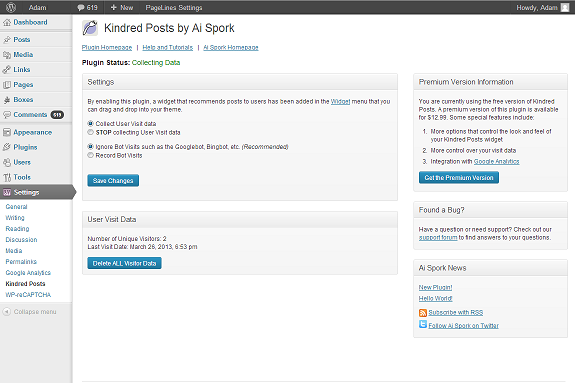 Adam 619 + New PageLines Settings Howdy, Adam
Dashboard
Posts
Media
Links
Pages
Boxes
Comments 619
Appearance
Plugins
Users
Tools
Settings
General
Writing
Reading
Discussion
Media
Permalinks
Google Analytics
Kindred Posts
WP-reCAPTCHA
Collapse menu
Kindred Posts by Ai Spork
Plugin Homepage | Help and Tutorials | Ai Spork Homepage
Plugin Status: Collecting Data
Settings
By enabling this plugin, a widget that recommends posts to users has been added in the Widget menu that you
can drag and drop into your theme.
Collect User Visit data
STOP collecting User Visit data
Ignore Bot Visits such as the Googlebot, Bingbot, etc. (Recommended)
Record Bot Visits
Save Changes
User Visit Data
Number of Unique Visitors: 2
Last Visit Date: March 26, 2013, 6:53 pm
Delete ALL Visitor Data
Premium Version Information
You are currently using the free version of Kindred
Posts. A premium version of this plugin is available
for $12.99. Some special features include:
1. More options that control the look and feel of
your Kindred Posts widget
2. More control over your visit data
3. Integration with Google Analytics
Get the Premium Version
Found a Bug?
Have a question or need support? Check out our
support forum to find answers to your questions.
Ai Spork News
New Plugin!
Hello World!
Subscribe with RSS
Follow Ai Spork on Twitter